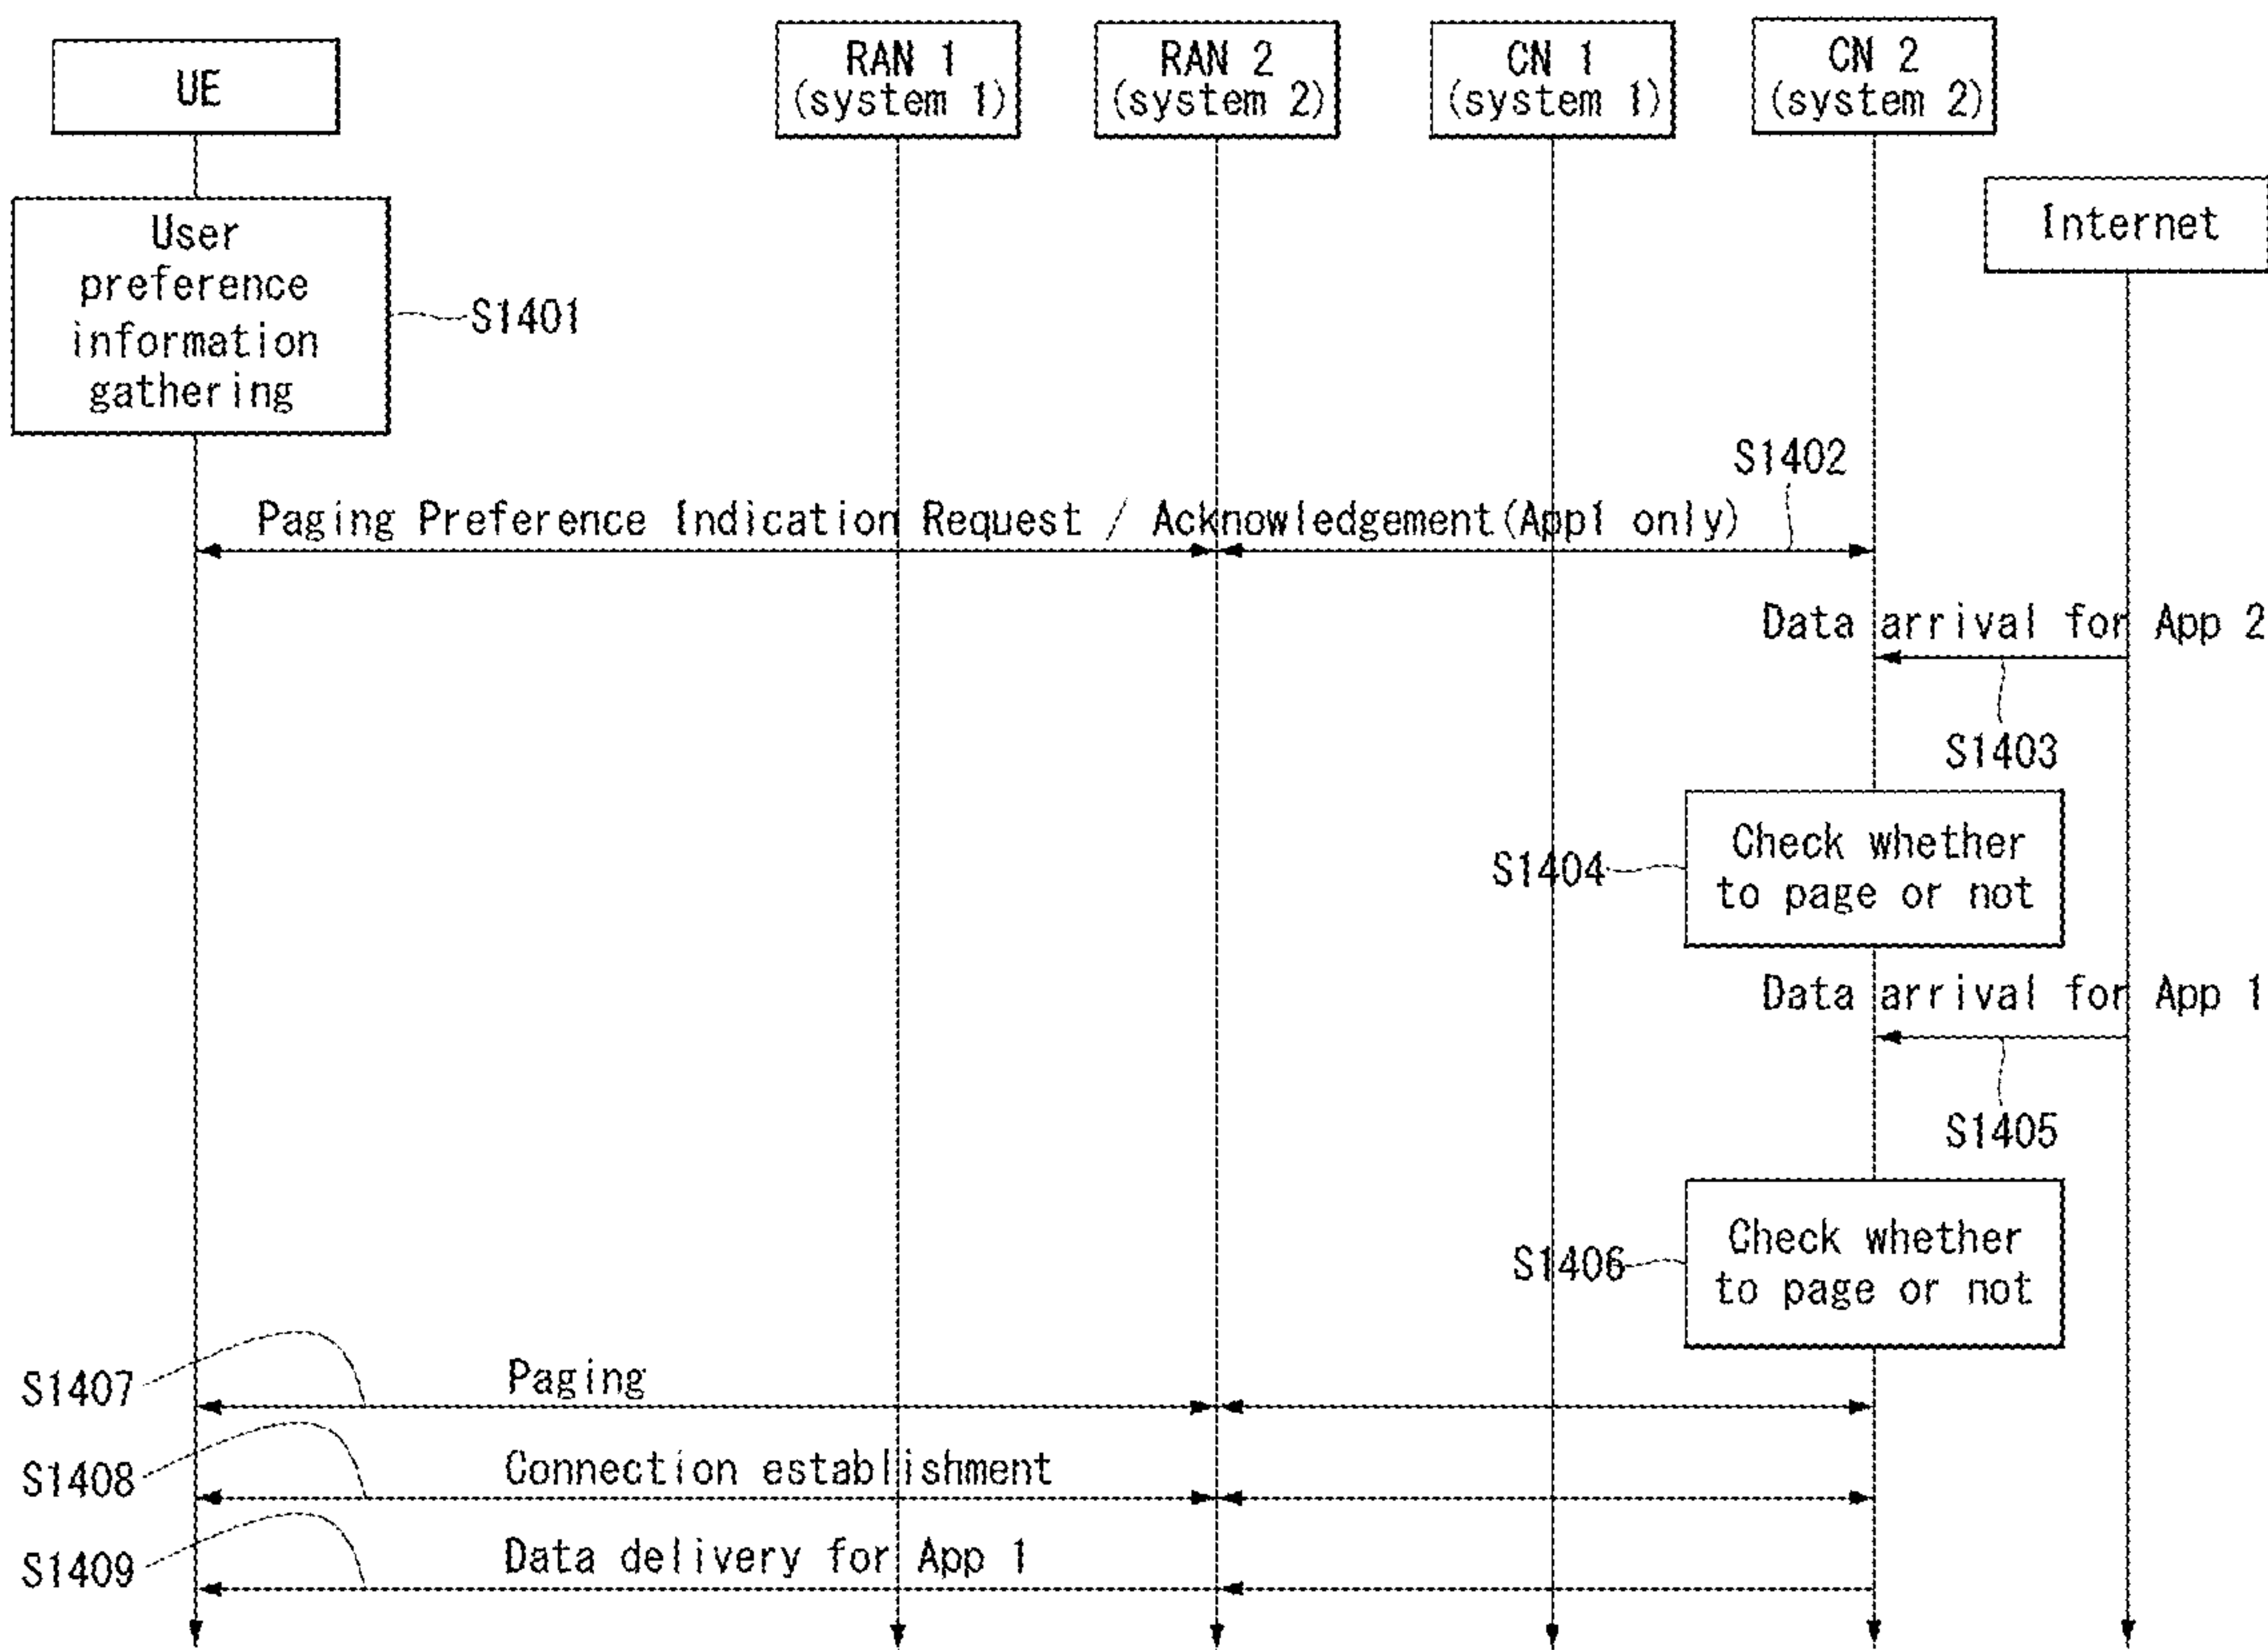 UE
RAN 1
(system 1)
RAN 2
(system 2)
CN 1
(system 1)
CN 2
(system 2)
Internet
User
preference
information
gathering
S1401
S1402
Paging Preference Indication Request / Acknowledgement(App1 only)
Data arrival for App 2
S1403
Check whether
to page or not
S1404
Data arrival for App 1
S1405
Check whether
to page or not
S1406
S1407
Paging
S1408
Connection establishment
S1409
Data delivery for App 1